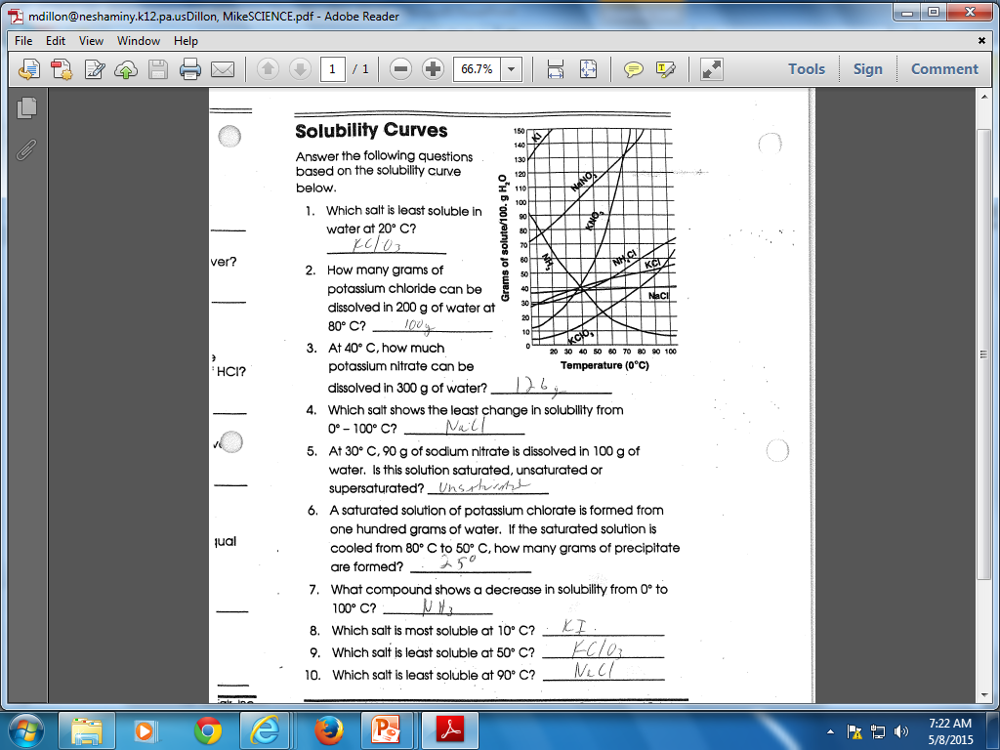 mdillon@neshaminy.k12.pa.usDillon, MikeSCIENCE.pdf - Adobe Reader
File Edit View Window Help
1 / 1 66.7% Tools Sign Comment
Solubility Curves
Answer the following questions
based on the solubility curve
below.
1. Which salt is least soluble in
water at 20° C?
KClO3
2. How many grams of
potassium chloride can be
dissolved in 200 g of water at
80° C? 100g
3. At 40° C, how much
potassium nitrate can be
dissolved in 300 g of water? 126g
4. Which salt shows the least change in solubility from
0° – 100° C? NaCl
5. At 30° C, 90 g of sodium nitrate is dissolved in 100 g of
water. Is this solution saturated, unsaturated or
supersaturated?
6. A saturated solution of potassium chlorate is formed from
one hundred grams of water. If the saturated solution is
cooled from 80° C to 50° C, how many grams of precipitate
are formed? 25°
7. What compound shows a decrease in solubility from 0° to
100° C? NH3
8. Which salt is most soluble at 10° C? KI
9. Which salt is least soluble at 50° C? KClO3
10. Which salt is least soluble at 90° C? NaCl
Grams of solute/100. g H2O
150
140
130
120
110
100
90
80
70
60
50
40
30
20
10
0
KI
NaNO3
KNO3
NH3
NH4Cl
KCl
NaCl
KClO3
20 30 40 50 60 70 80 90 100
Temperature (0°C)
ver?
HCl?
qual
7:22 AM
5/8/2015